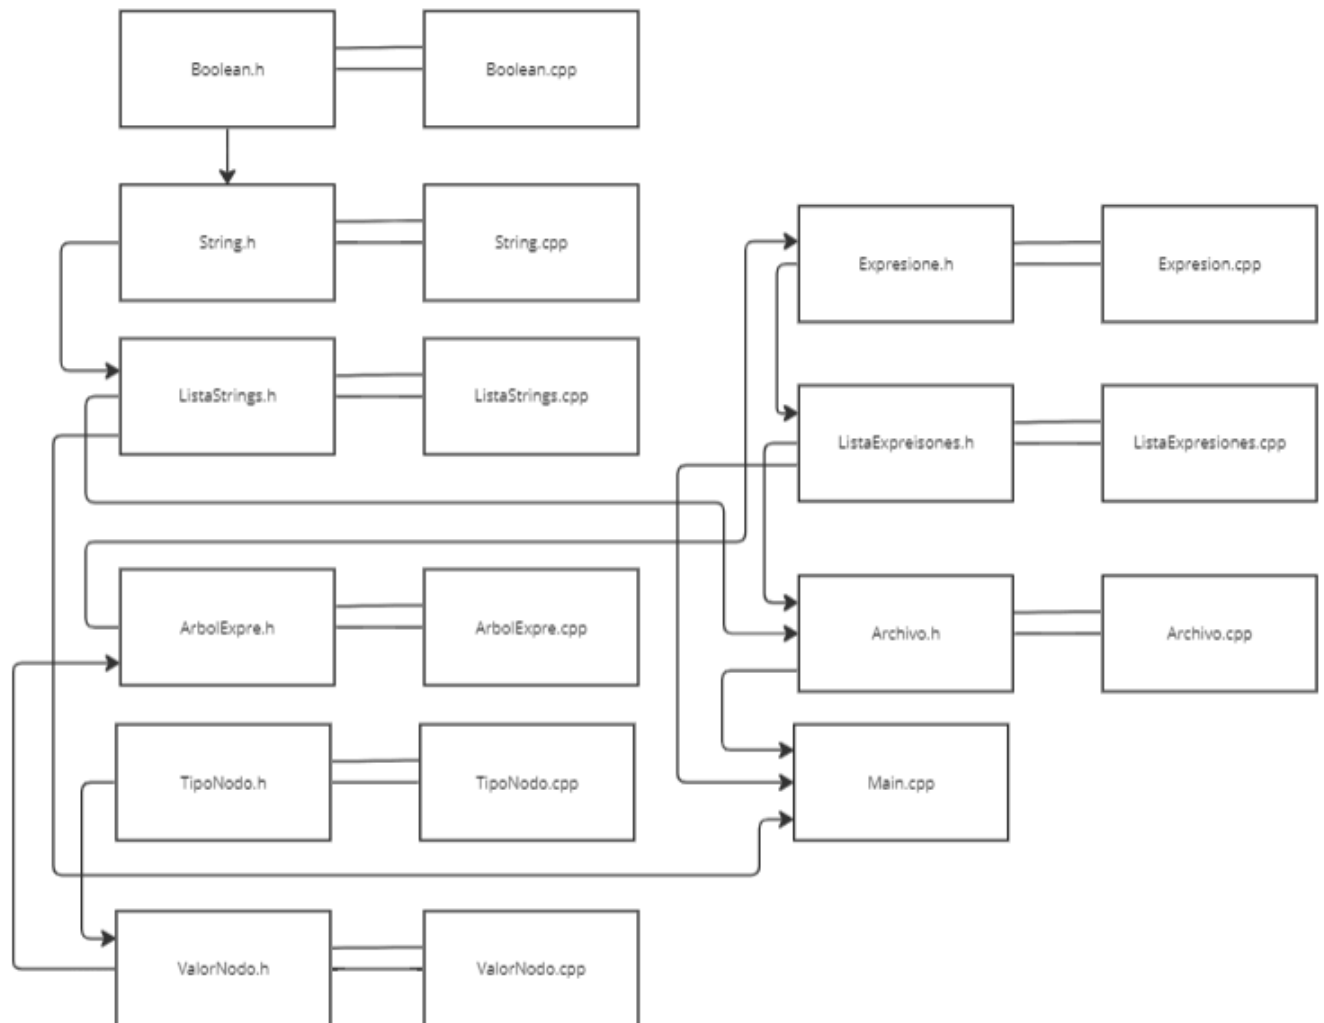 Boolean.h
Boolean.cpp
String.h
String.cpp
Expresione.h
Expresion.cpp
ListaStrings.h
ListaStrings.cpp
ListaExpreisones.h
ListaExpresiones.cpp
ArbolExpre.h
ArbolExpre.cpp
Archivo.h
Archivo.cpp
TipoNodo.h
TipoNodo.cpp
Main.cpp
ValorNodo.h
ValorNodo.cpp